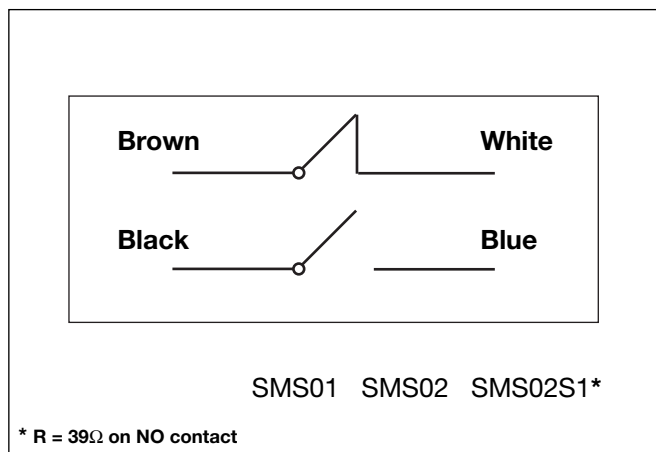 Brown White
Black Blue
SMS01 SMS02 SMS02S1*
* R = 39Ω on NO contact